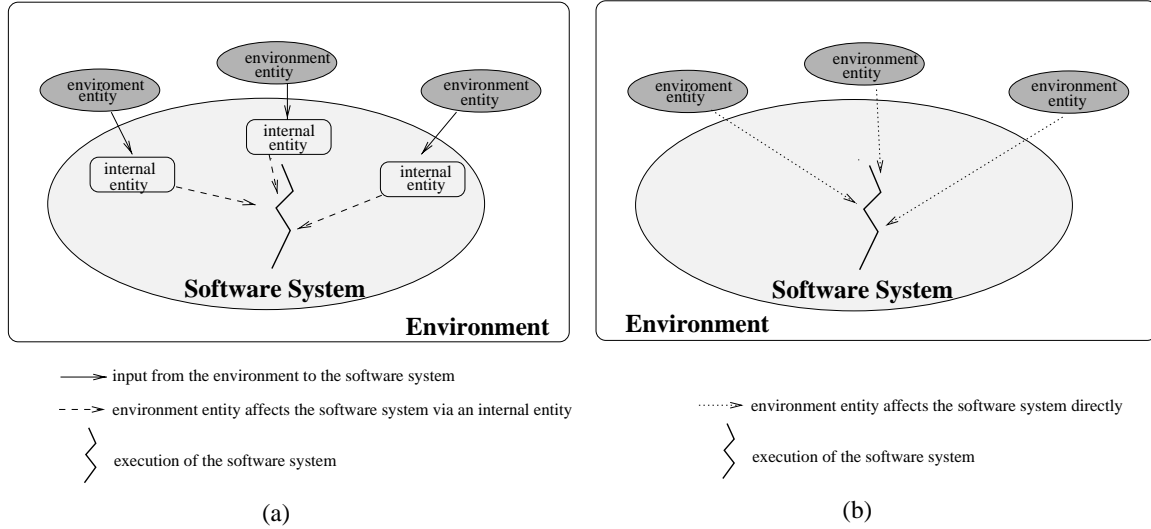 environment
entity
enviroment
entity
environment
entity
internal
entity
internal
entity
internal
entity
Software System
Environment
input from the environment to the software system
environment entity affects the software system via an internal entity
execution of the software system
(a)
environment
entity
enviroment
entity
environment
entity
Software System
Environment
environment entity affects the software system directly
execution of the software system
(b)